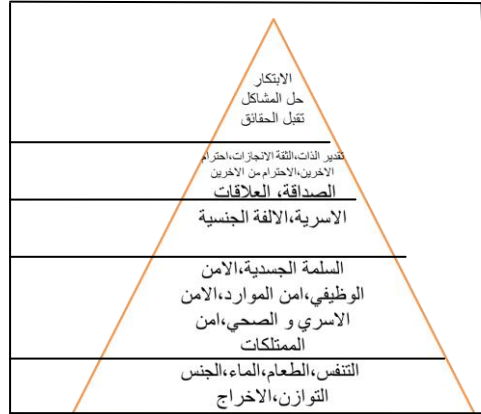 الابتكار
حل المشاكل
تقبل الحقائق
تقدير الذات،الثقة الانجازات،احترام
الاخرين،الاحترام من الاخرين
الصداقة، العلاقات
الاسرية،الالفة الجنسية
السلمة الجسدية،الامن
الوظيفي،امن الموارد،الامن
الاسري و الصحي،امن
الممتلكات
التنفس،الطعام،الماء،الجنس
التوازن،الاخراج